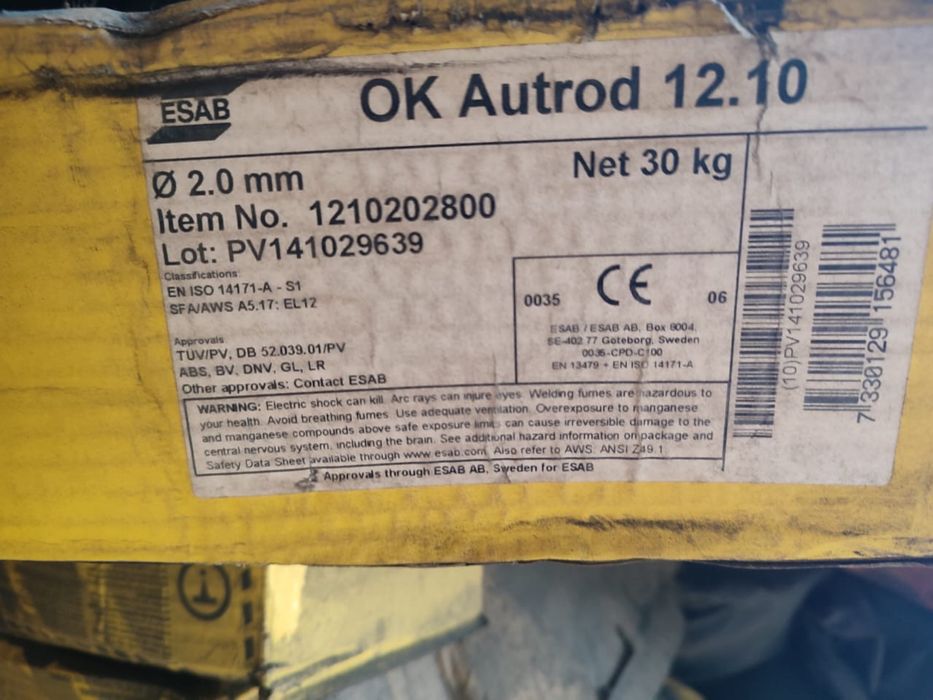 ESAB
OK Autrod 12.10
Ø 2.0 mm
Net 30 kg
Item No. 1210202800
Lot: PV141029639
Classifications
EN ISO 14171-A - S1
SFA/AWS A5.17: EL12
Approvals
TUV/PV, DB 52.039.01/PV
ABS, BV, DNV, GL, LR
Other approvals: Contact ESAB
0035
CE
06
ESAB / ESAB AB, Box 8004,
SE-402 77 Goteborg, Sweden
0035-CPD-C100
EN 13479 + EN ISO 14171-A
WARNING: Electric shock can kill. Arc rays can injure eyes. Welding fumes are hazardous to
your health. Avoid breathing fumes. Use adequate ventilation. Overexposure to manganese
and manganese compounds above safe exposure limits can cause irreversible damage to the
central nervous system, including the brain. See additional hazard information on package and
Safety Data Sheet available through www.esab.com. Also refer to AWS: ANSI Z49.1.
Approvals through ESAB AB, Sweden for ESAB
(10)PV141029639
7 330129 156481